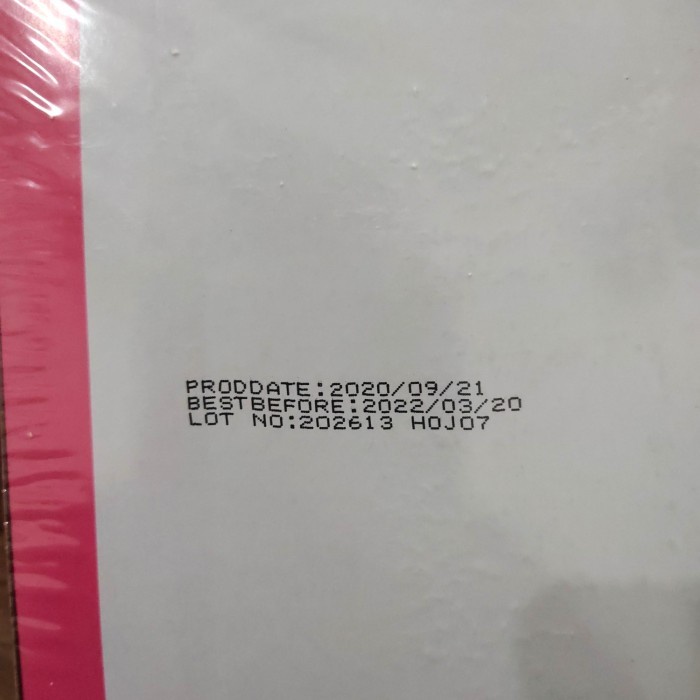 PRODDATE:2020/09/21
BESTBEFORE:2022/03/20
LOT NO:202613 HOJ07